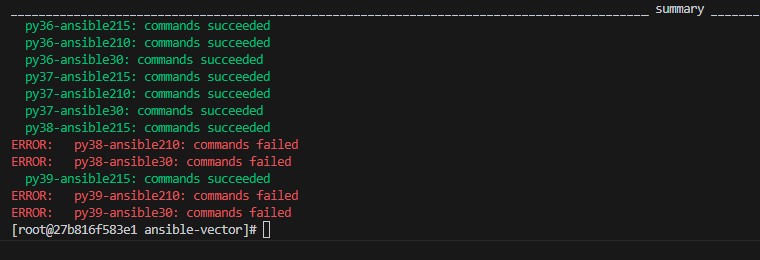 _______________ summary _______________
py36-ansible215: commands succeeded
py36-ansible210: commands succeeded
py36-ansible30: commands succeeded
py37-ansible215: commands succeeded
py37-ansible210: commands succeeded
py37-ansible30: commands succeeded
py38-ansible215: commands succeeded
ERROR:   py38-ansible210: commands failed
ERROR:   py38-ansible30: commands failed
py39-ansible215: commands succeeded
ERROR:   py39-ansible210: commands failed
ERROR:   py39-ansible30: commands failed
[root@27b816f583e1 ansible-vector]#